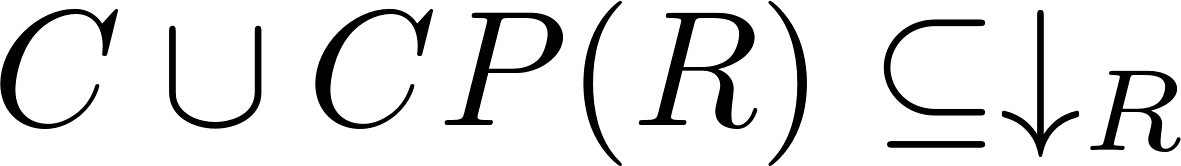 C ∪ CP(R) ⊆↓_R